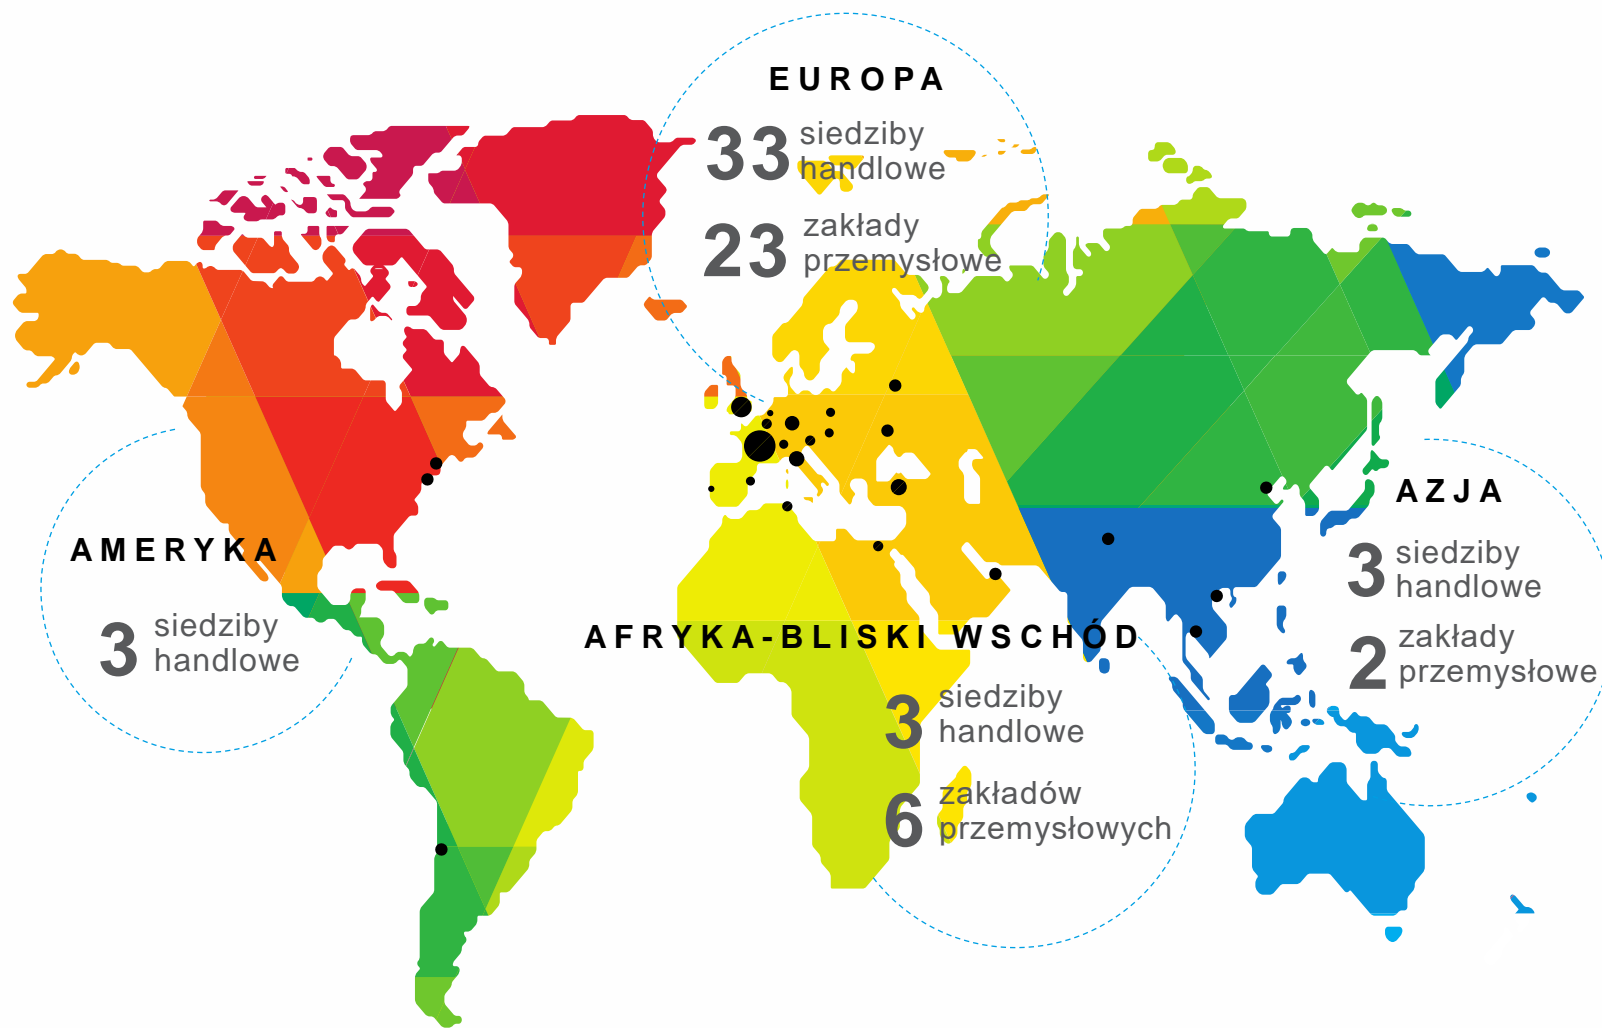 EUROPA
33 siedziby
handlowe
23 zakłady
przemysłowe
AMERYKA
3 siedziby
handlowe
AFRYKA-BLISKI WSCHÓD
3 siedziby
handlowe
6 zakładów
przemysłowych
AZJA
3 siedziby
handlowe
2 zakłady
przemysłowe